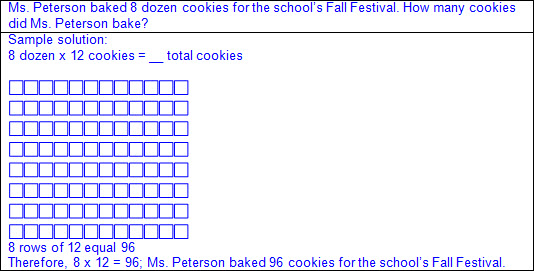 Ms. Peterson baked 8 dozen cookies for the school’s Fall Festival. How many cookies
did Ms. Peterson bake?
Sample solution:
8 dozen x 12 cookies = __ total cookies
8 rows of 12 equal 96
Therefore, 8 x 12 = 96; Ms. Peterson baked 96 cookies for the school’s Fall Festival.